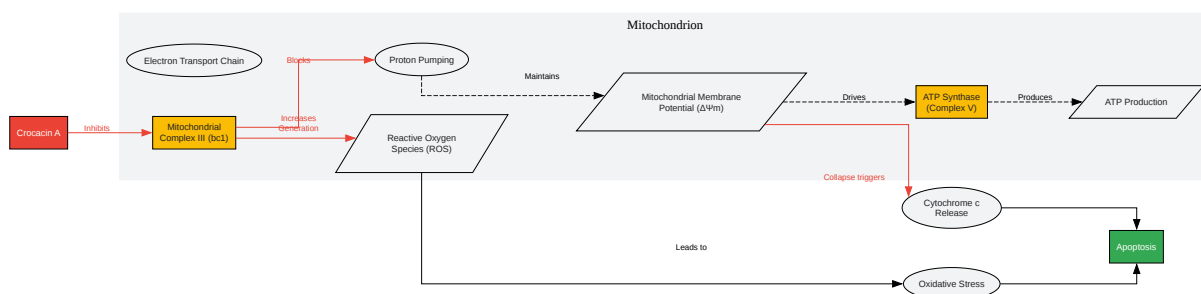 Mitochondrion
Electron Transport Chain
Blocks
Proton Pumping
Maintains
Mitochondrial Membrane
Potential (ΔΨm)
Drives
ATP Synthase
(Complex V)
Produces
ATP Production
Crocacin A
Inhibits
Mitochondrial
Complex III (bc1)
Increases
Generation
Reactive Oxygen
Species (ROS)
Collapse triggers
Cytochrome c
Release
Leads to
Apoptosis
Oxidative Stress